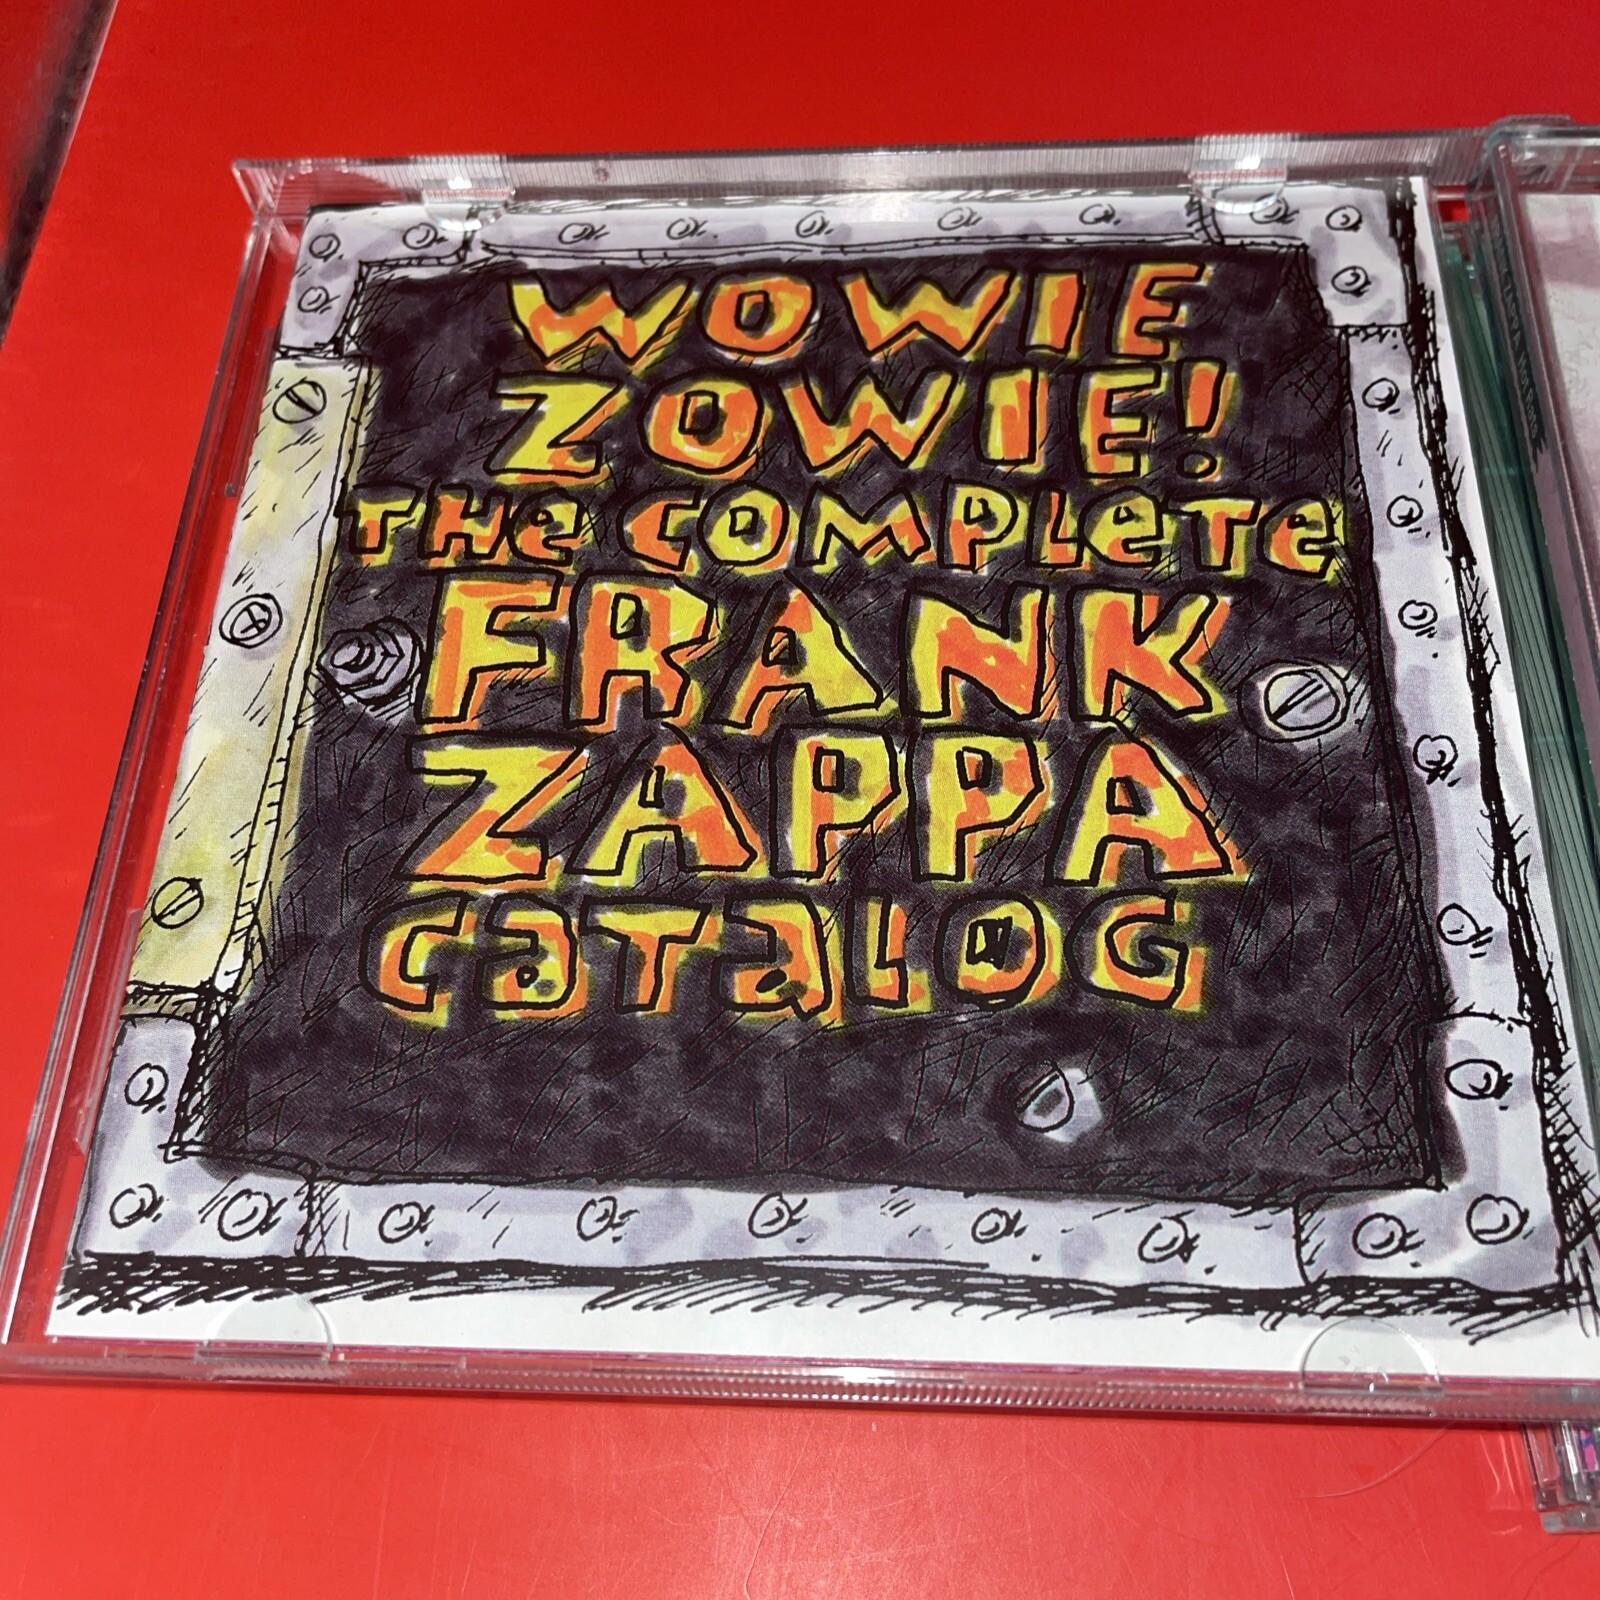 WOWIE
ZOWIE!
THe COMPLeTe
FRANK
ZAPPA
CaTaLOG